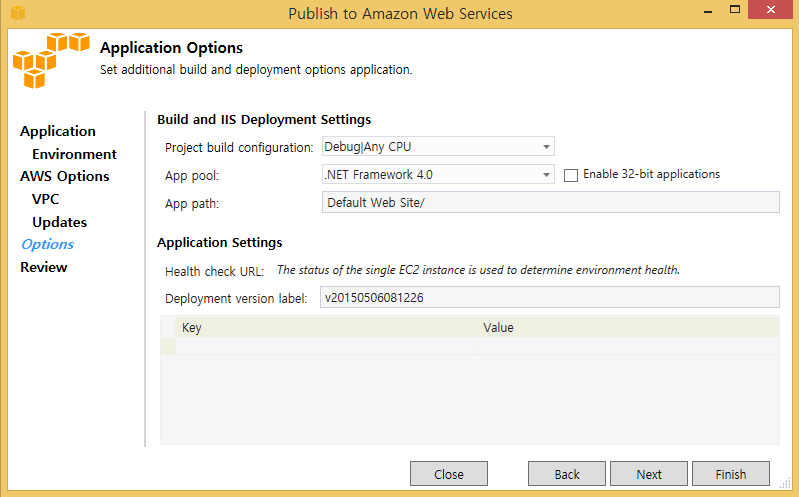 Publish to Amazon Web Services
Application Options
Set additional build and deployment options application.
Application
Environment
AWS Options
VPC
Updates
Options
Review
Build and IIS Deployment Settings
Project build configuration: Debug|Any CPU
App pool: .NET Framework 4.0 Enable 32-bit applications
App path: Default Web Site/
Application Settings
Health check URL: The status of the single EC2 instance is used to determine environment health.
Deployment version label: v20150506081226
Key Value
Close Back Next Finish